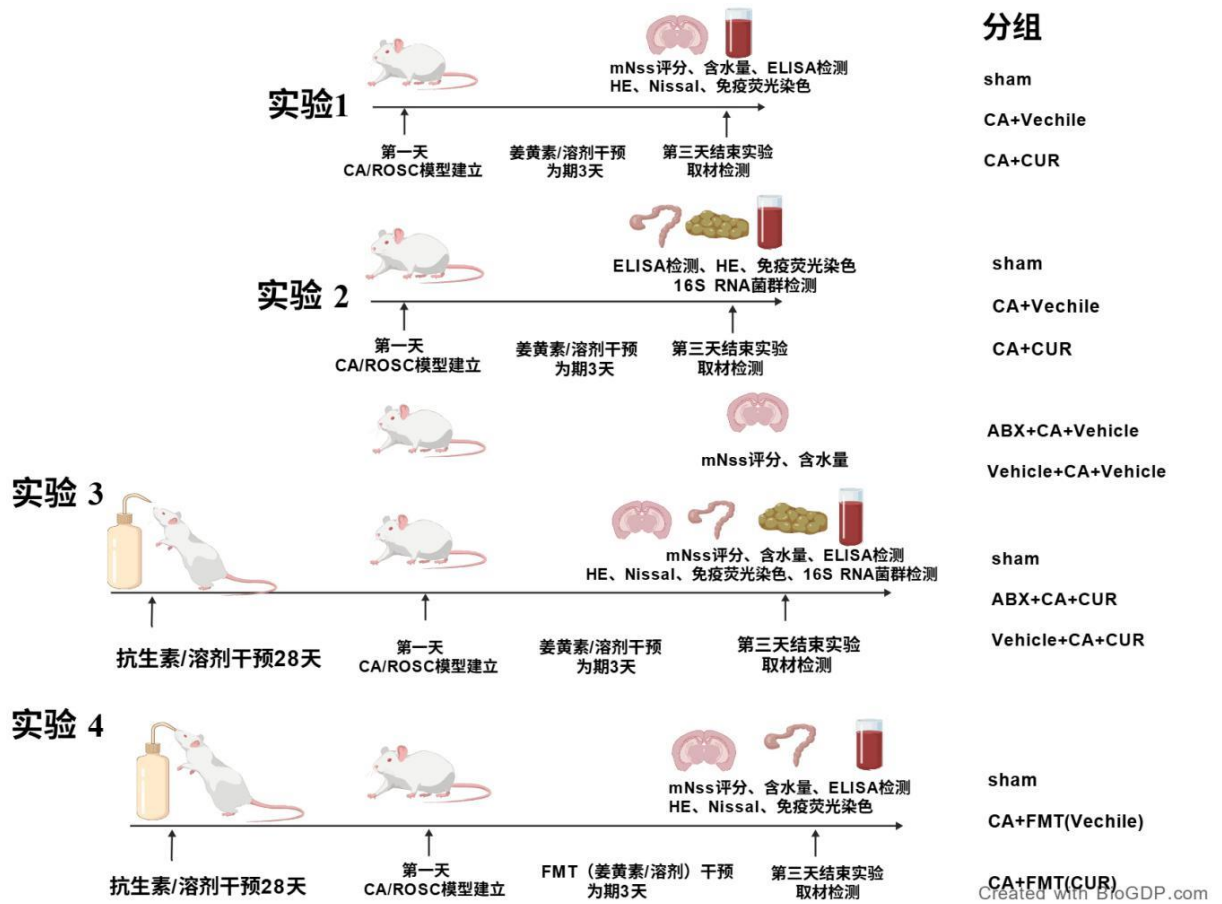 分组
mNss评分、含水量、ELISA检测
HE、Nissal、免疫荧光染色
sham
实验1
CA+Vechile
第一天
CA/ROSC模型建立
姜黄素/溶剂干预
为期3天
第三天结束实验
取材检测
CA+CUR
ELISA检测、HE、免疫荧光染色
16S RNA菌群检测
sham
实验 2
CA+Vechile
第一天
CA/ROSC模型建立
姜黄素/溶剂干预
为期3天
第三天结束实验
取材检测
CA+CUR
ABX+CA+Vehicle
mNss评分、含水量
Vehicle+CA+Vehicle
实验 3
mNss评分、含水量、ELISA检测
HE、Nissal、免疫荧光染色、16S RNA菌群检测
sham
ABX+CA+CUR
抗生素/溶剂干预28天
第一天
CA/ROSC模型建立
姜黄素/溶剂干预
为期3天
第三天结束实验
取材检测
Vehicle+CA+CUR
实验 4
mNss评分、含水量、ELISA检测
HE、Nissal、免疫荧光染色
sham
CA+FMT(Vechile)
抗生素/溶剂干预28天
第一天
CA/ROSC模型建立
FMT（姜黄素/溶剂）干预
为期3天
第三天结束实验
取材检测
CA+FMT(CUR)
Created with BioGDP.com